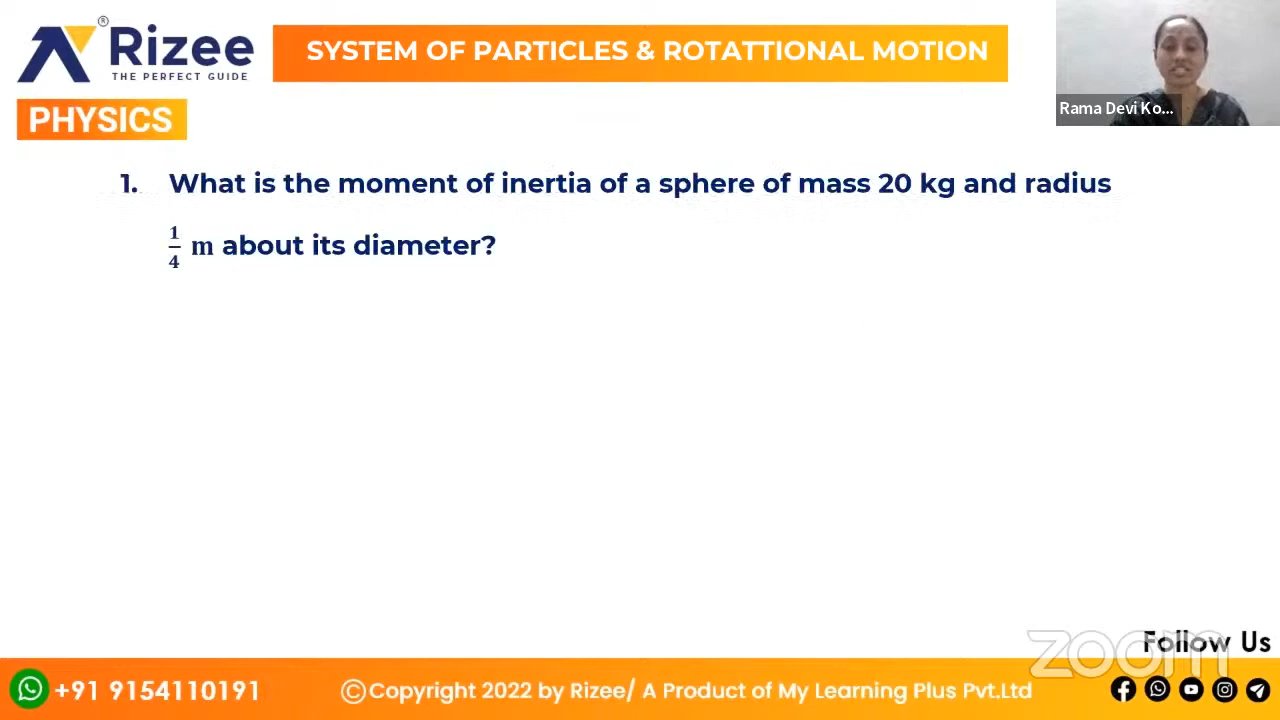 Rizee®
THE PERFECT GUIDE
SYSTEM OF PARTICLES & ROTATTIONAL MOTION
Rama Devi Ko...
PHYSICS
1. What is the moment of inertia of a sphere of mass 20 kg and radius
1/4 m about its diameter?
zoom
Follow Us
+91 9154110191
©Copyright 2022 by Rizee/ A Product of My Learning Plus Pvt.Ltd